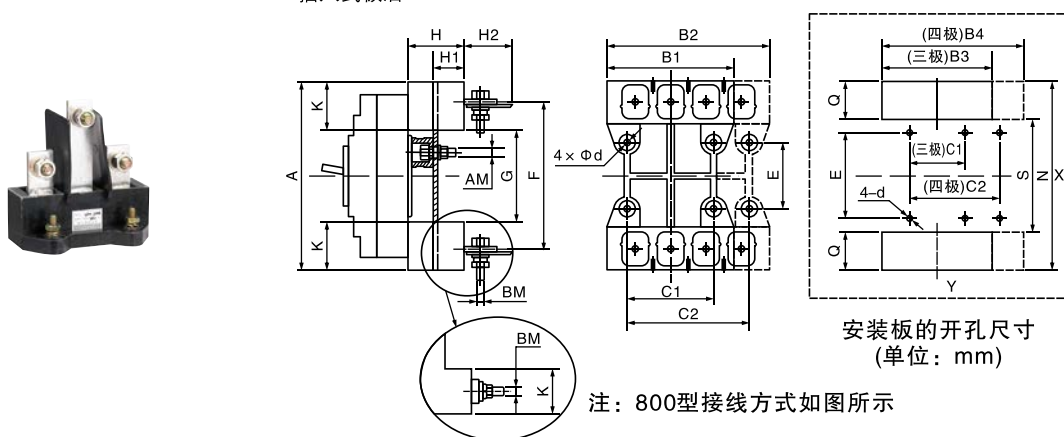 H
H2
H1
K
A
AM
G
F
K
BM
BM
K
B2
B1
4×Φd
E
C1
C2
(四极)B4
(三极)B3
Q
(三极)C1
E
(四极)C2
S
N
X
4-d
Q
Y
安装板的开孔尺寸
(单位：mm)
注：800型接线方式如图所示